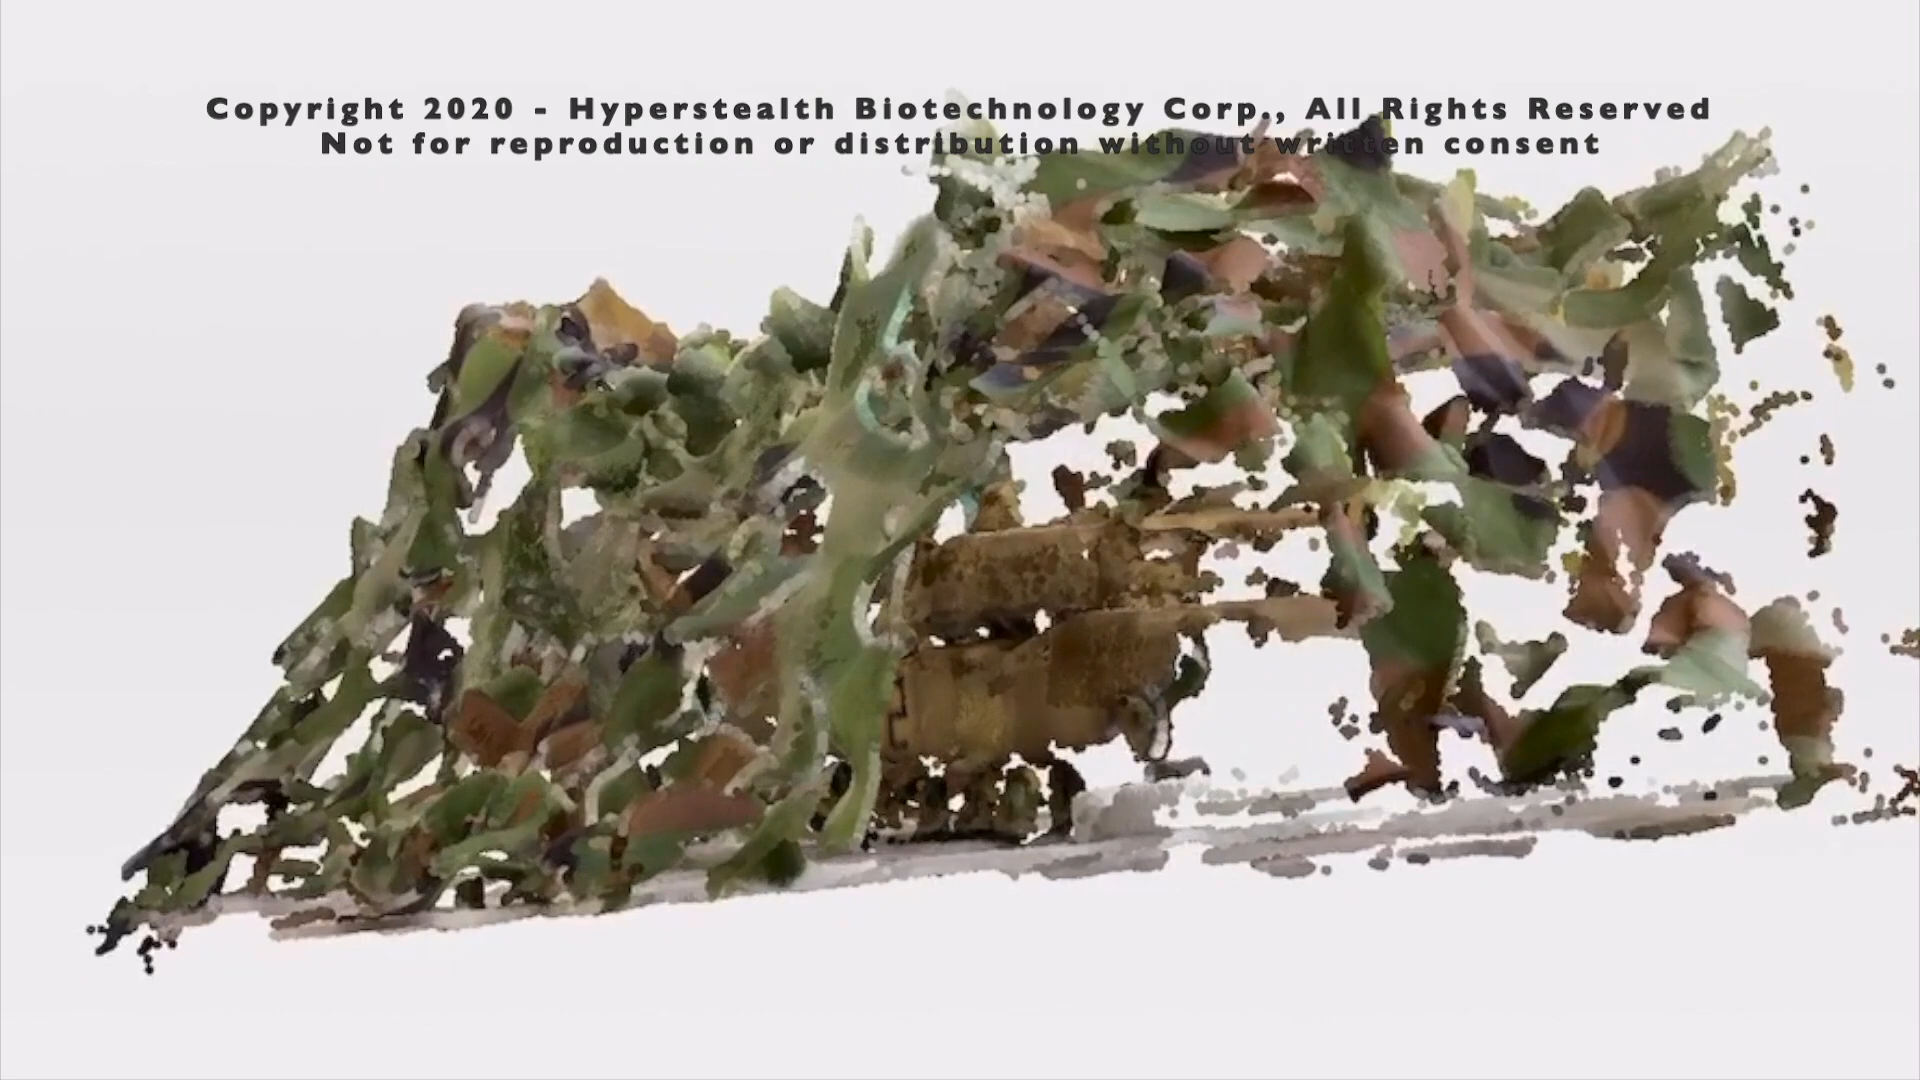 Copyright 2020 - Hyperstealth Biotechnology Corp., All Rights Reserved
Not for reproduction or distribution without written consent